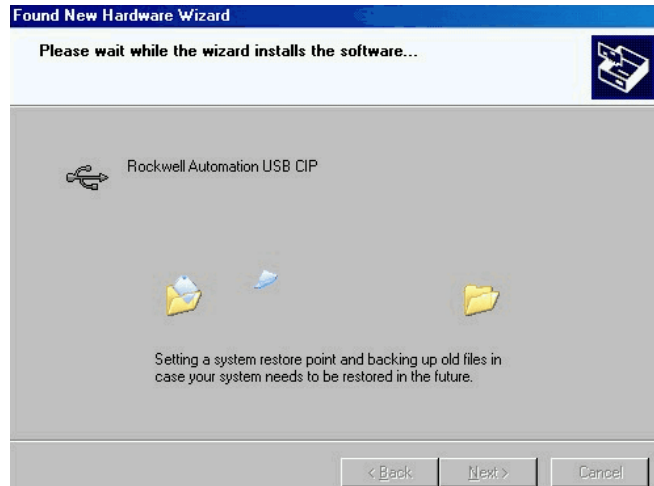 Found New Hardware Wizard
Please wait while the wizard installs the software...
Rockwell Automation USB CIP
Setting a system restore point and backing up old files in
case your system needs to be restored in the future.
< Back
Next >
Cancel